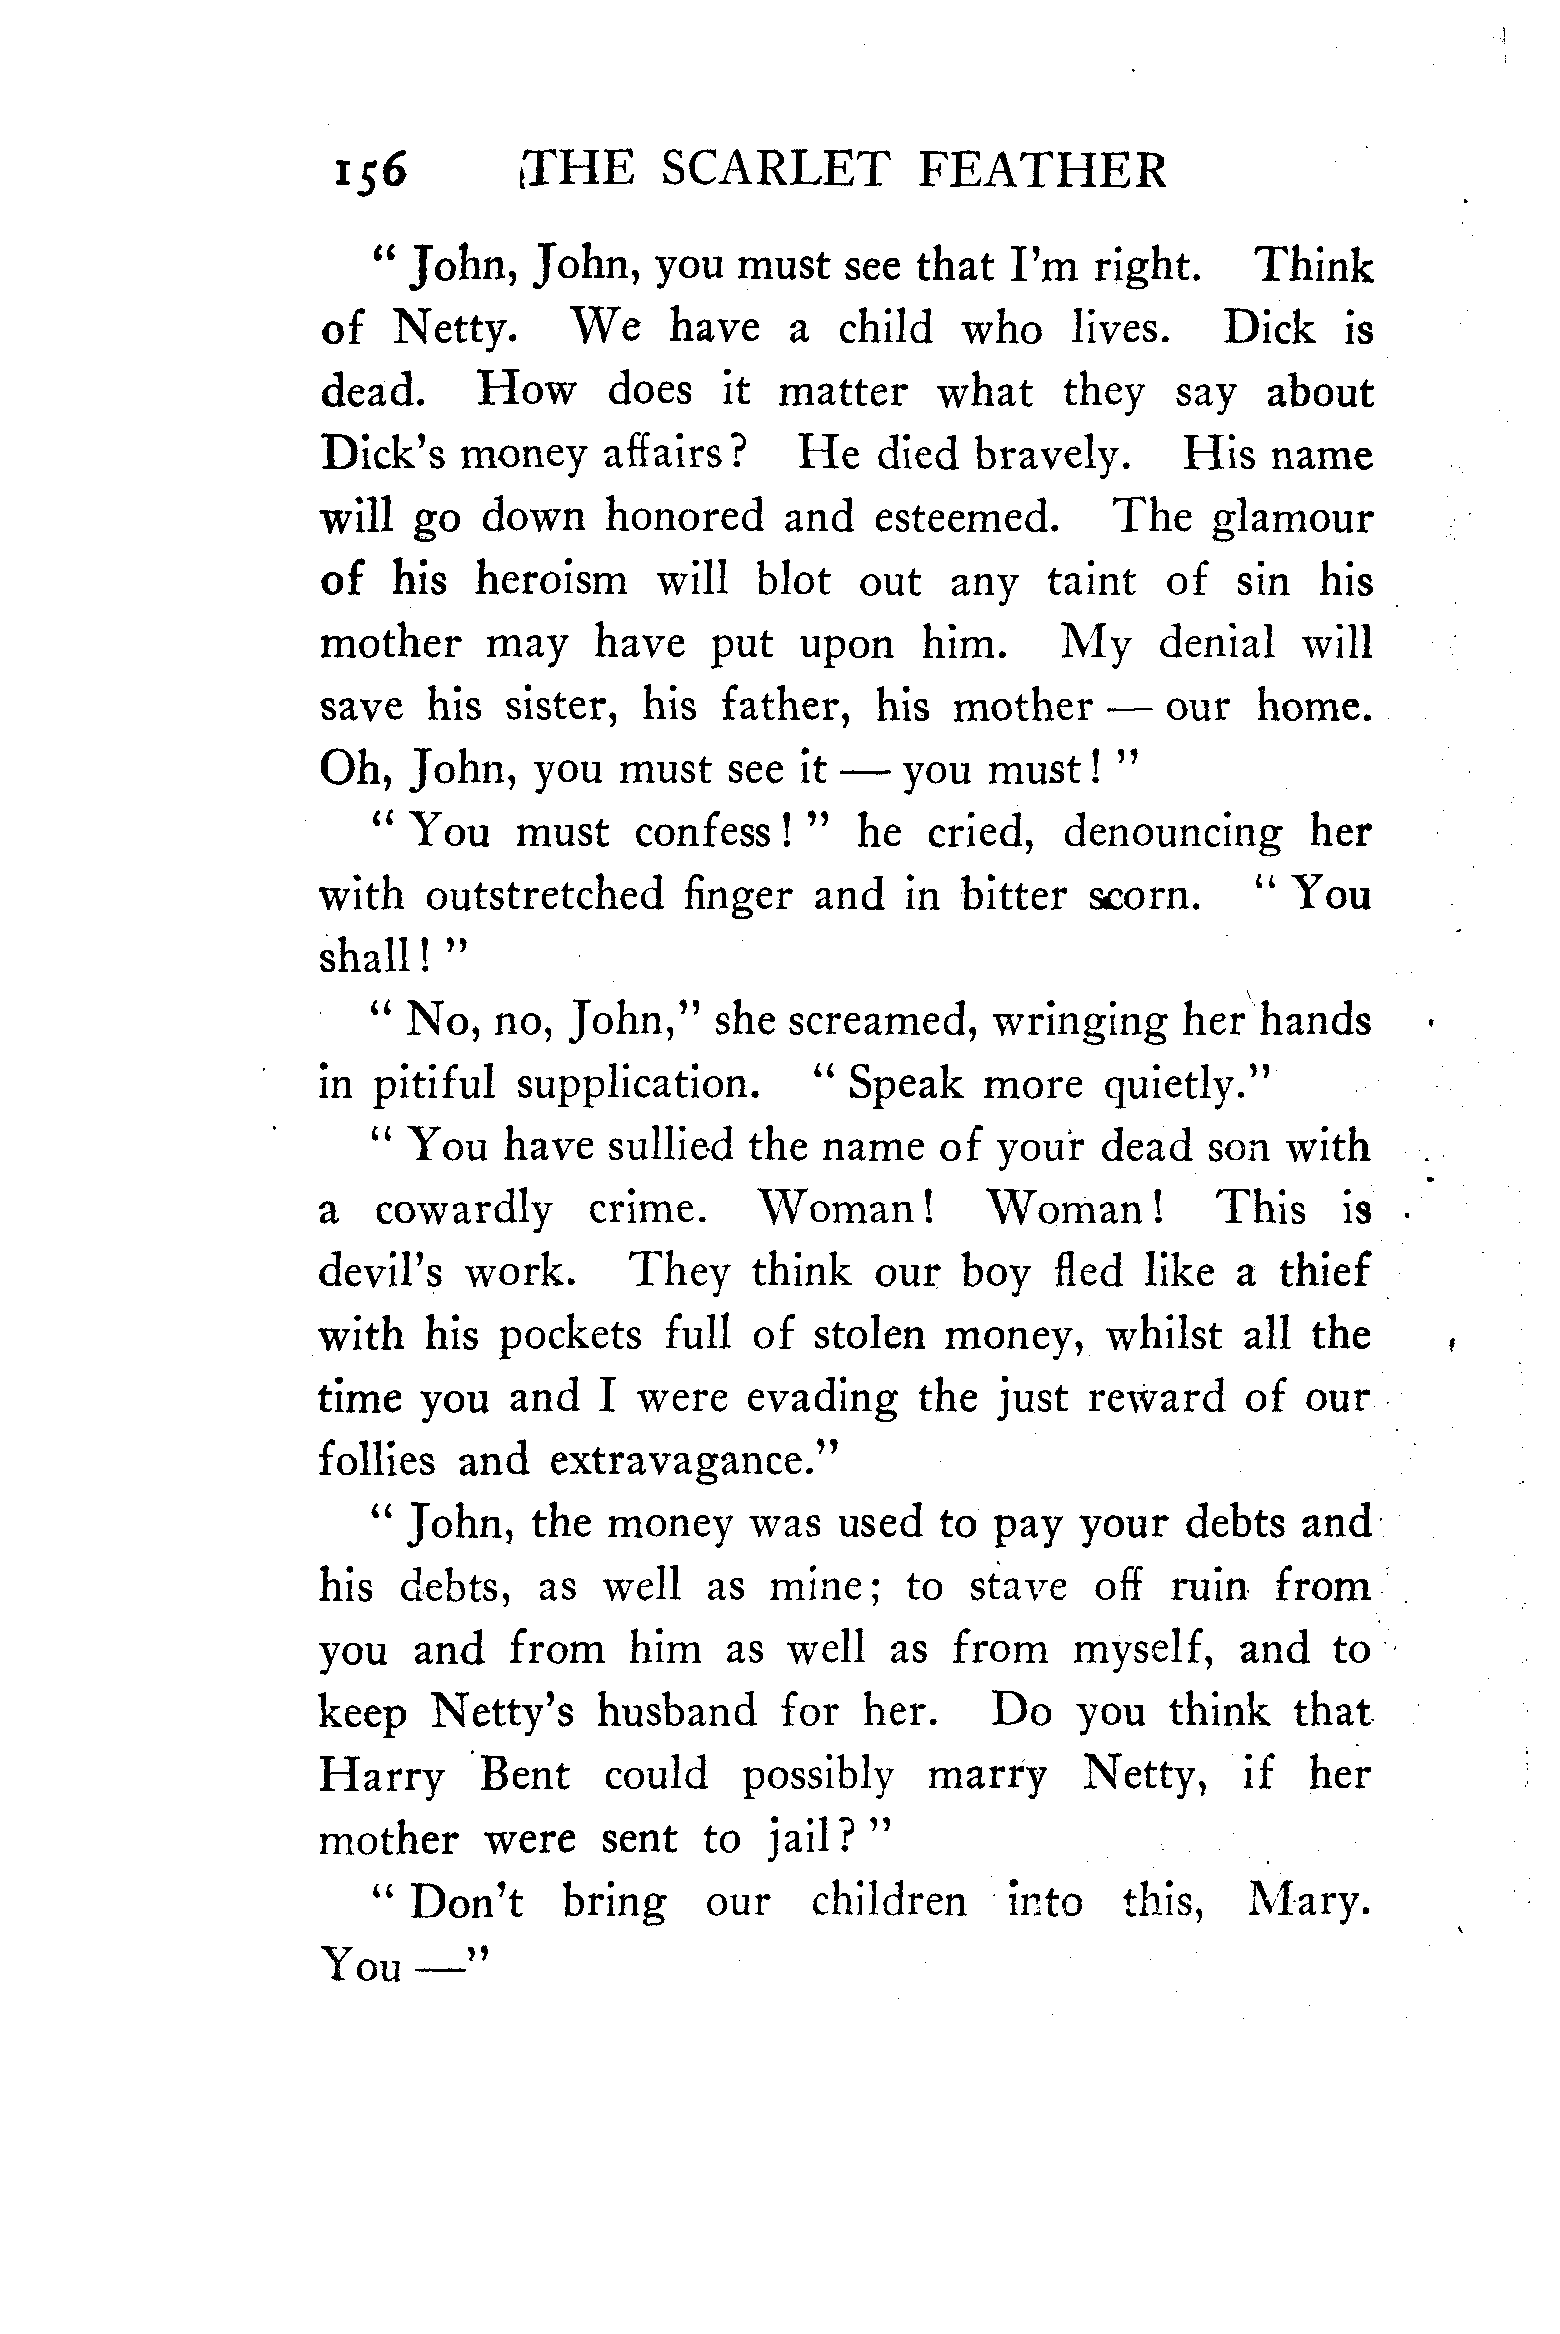 156 THE SCARLET FEATHER
" John, John, you must see that I'm right. Think
of Netty. We have a child who lives. Dick is
dead. How does it matter what they say about
Dick's money affairs? He died bravely. His name
will go down honored and esteemed. The glamour
of his heroism will blot out any taint of sin his
mother may have put upon him. My denial will
save his sister, his father, his mother — our home.
Oh, John, you must see it — you must! "
" You must confess! " he cried, denouncing her
with outstretched finger and in bitter scorn. " You
shall! "
" No, no, John," she screamed, wringing her hands
in pitiful supplication. " Speak more quietly."
" You have sullied the name of your dead son with
a cowardly crime. Woman! Woman! This is
devil's work. They think our boy fled like a thief
with his pockets full of stolen money, whilst all the
time you and I were evading the just reward of our
follies and extravagance."
" John, the money was used to pay your debts and
his debts, as well as mine; to stave off ruin from
you and from him as well as from myself, and to
keep Netty's husband for her. Do you think that
Harry Bent could possibly marry Netty, if her
mother were sent to jail? "
" Don't bring our children into this, Mary.
You —"